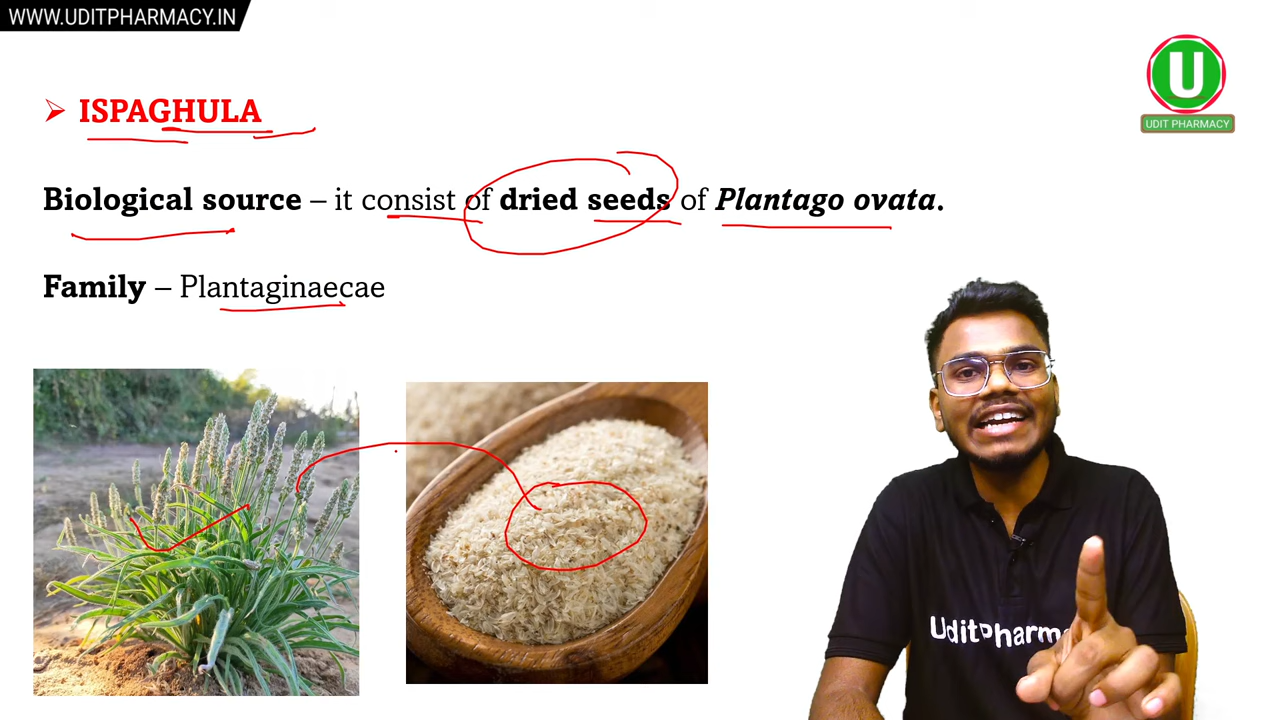 WWW.UDITPHARMACY.IN
U
UDIT PHARMACY
➢ ISPAGHULA
Biological source – it consist of dried seeds of Plantago ovata.
Family – Plantaginaecae
UditPharm